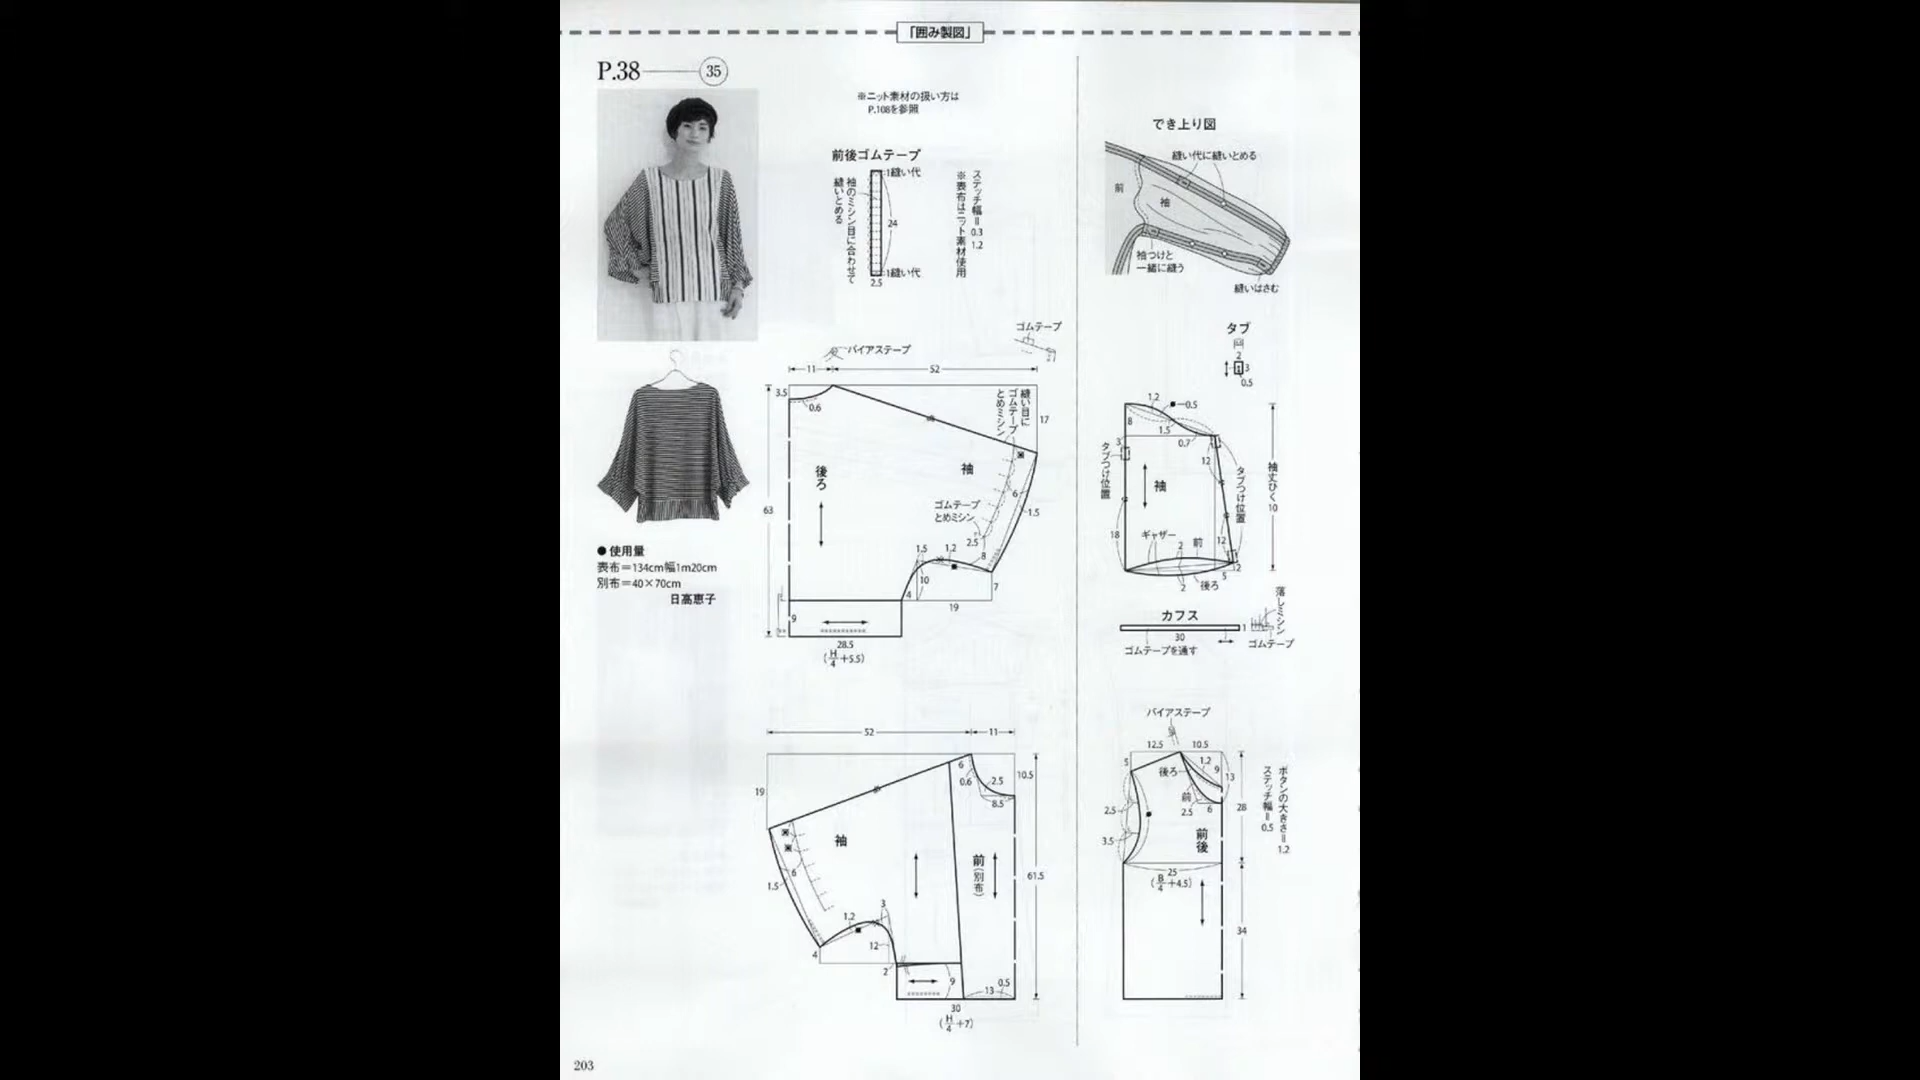 「囲み製図」
P.38
35
※ニット素材の扱い方は
P.108を参照
前後ゴムテープ
1縫い代
袖のミシン目に合わせて
縫いとめる
24
1縫い代
2.5
ステッチ幅=0.3 1.2
※表布はニット素材使用
● 使用量
表布=134cm幅1m20cm
別布=40×70cm
日高恵子
バイアステープ
ゴムテープ
11
52
3.5
0.6
縫い目に
ゴムテープ
とめミシン
17
後ろ
袖
63
ゴムテープ
とめミシン
6
1.5
2.5
1.5
1.2
8
10
4
7
19
9
28.5
(H/4+5.5)
52
11
19
6
0.6
2.5
8.5
10.5
袖
前(別布)
61.5
6
1.5
1.2
3
12
4
2
9
13
0.5
30
(H/4+7)
でき上り図
縫い代に縫いとめる
前
袖
袖つけと
一緒に縫う
縫いはさむ
タブ
2
3
0.5
1.2
0.5
8
1.5
0.7
3
タブつけ位置
12
袖
タブつけ位置
袖丈ひく10
18
ギャザー
2
前
12
2
5
2
後ろ
カフス
30
1
ゴムテープを通す
落しミシン
ゴムテープ
バイアステープ
12.5
10.5
5
後ろ
1.2
9
13
前
2.5
6
2.5
28
3.5
前後
25
(B/4+4.5)
34
ボタンの大きさ=1.2
ステッチ幅=0.5
203